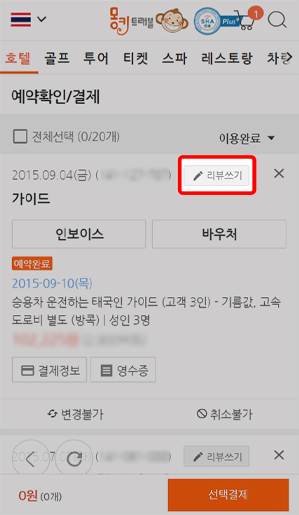 몽키트래블
SHA Plus+
1
호텔 골프 투어 티켓 스파 레스토랑 차량
예약확인/결제
전체선택 (0/20개) 이용완료
2015.09.04(금) 리뷰쓰기
가이드
인보이스 바우처
예약완료
2015-09-10(목)
승용차 운전하는 태국인 가이드 (고객 3인) - 기름값, 고속
도로비 별도 (방콕) | 성인 3명
결제정보 영수증
변경불가 취소불가
리뷰쓰기
0원 (0개) 선택결제